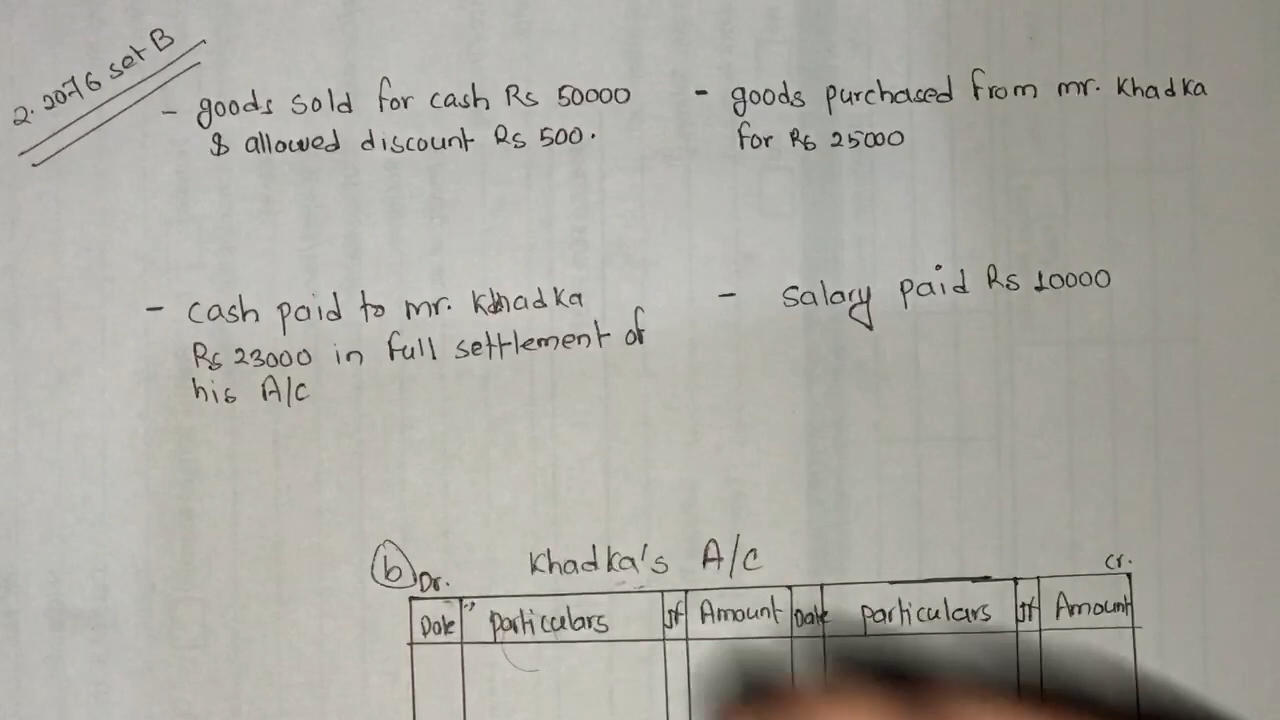 2. 2076 set B
- goods sold for cash Rs 50000
& allowed discount Rs 500.
- goods purchased from mr. Khadka
for Rs 25000
- cash paid to mr. Khadka
Rs 23000 in full settlement of
his A/C
- salary paid Rs 10000
b Dr. Khadka's A/C Cr.
Date particulars Jf Amount Date particulars Jf Amount